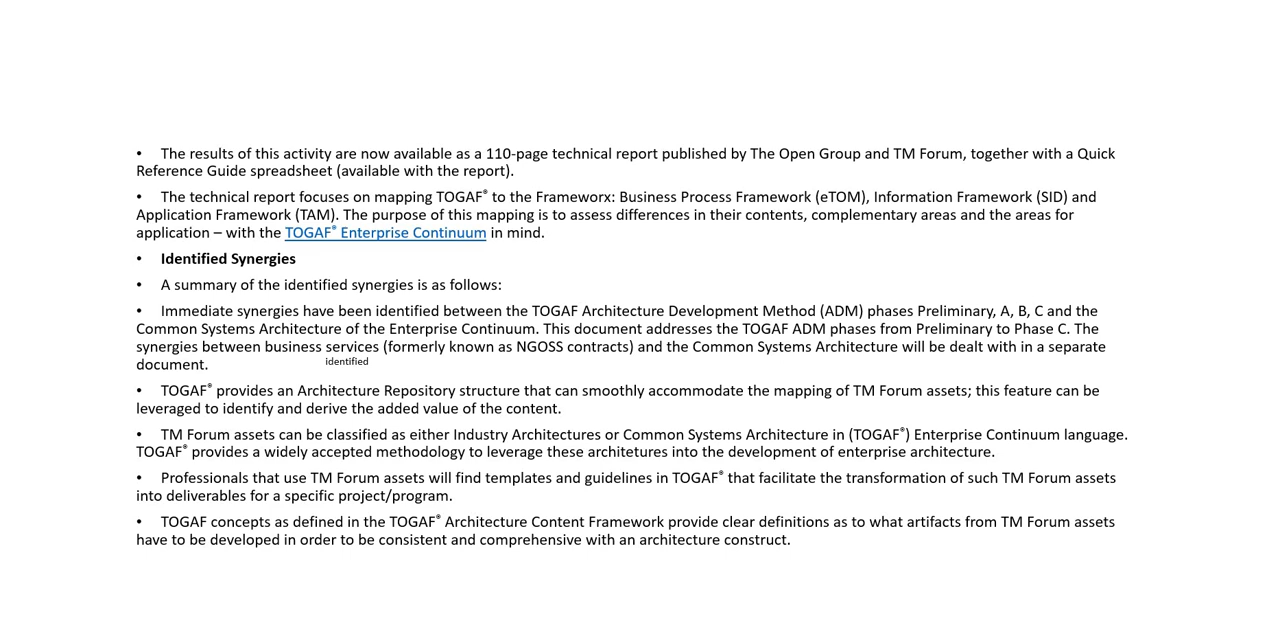 • The results of this activity are now available as a 110-page technical report published by The Open Group and TM Forum, together with a Quick
Reference Guide spreadsheet (available with the report).
• The technical report focuses on mapping TOGAF® to the Frameworx: Business Process Framework (eTOM), Information Framework (SID) and
Application Framework (TAM). The purpose of this mapping is to assess differences in their contents, complementary areas and the areas for
application – with the TOGAF® Enterprise Continuum in mind.
• Identified Synergies
• A summary of the identified synergies is as follows:
• Immediate synergies have been identified between the TOGAF Architecture Development Method (ADM) phases Preliminary, A, B, C and the
Common Systems Architecture of the Enterprise Continuum. This document addresses the TOGAF ADM phases from Preliminary to Phase C. The
synergies between business services (formerly known as NGOSS contracts) and the Common Systems Architecture will be dealt with in a separate
document.
identified
• TOGAF® provides an Architecture Repository structure that can smoothly accommodate the mapping of TM Forum assets; this feature can be
leveraged to identify and derive the added value of the content.
• TM Forum assets can be classified as either Industry Architectures or Common Systems Architecture in (TOGAF®) Enterprise Continuum language.
TOGAF® provides a widely accepted methodology to leverage these architetures into the development of enterprise architecture.
• Professionals that use TM Forum assets will find templates and guidelines in TOGAF® that facilitate the transformation of such TM Forum assets
into deliverables for a specific project/program.
• TOGAF concepts as defined in the TOGAF® Architecture Content Framework provide clear definitions as to what artifacts from TM Forum assets
have to be developed in order to be consistent and comprehensive with an architecture construct.